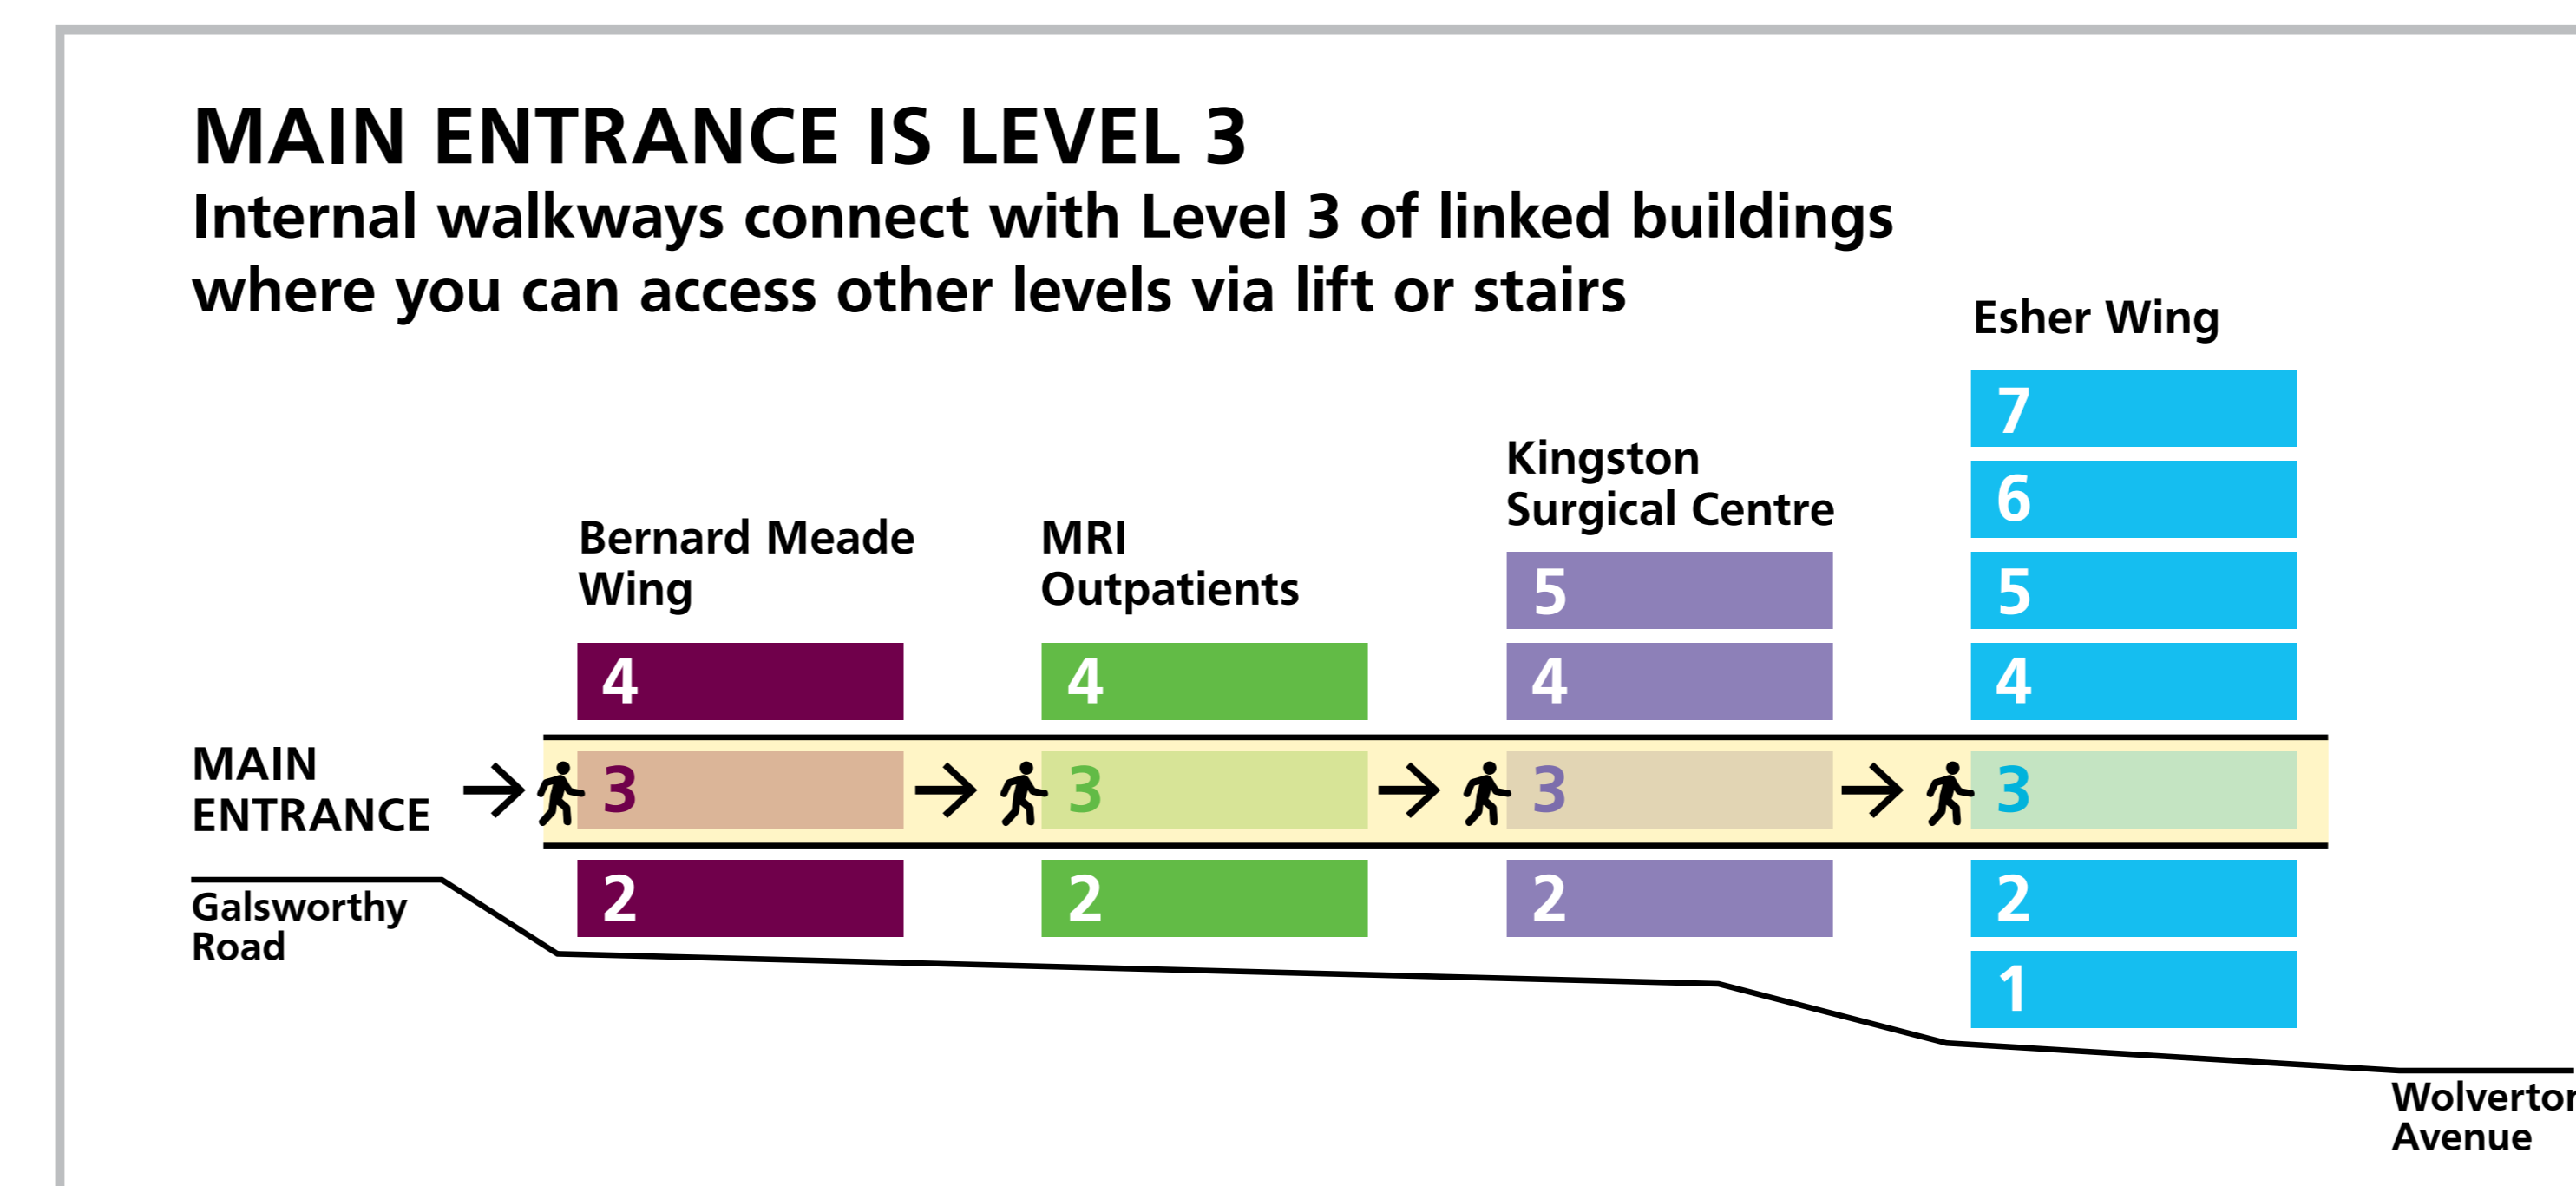 MAIN ENTRANCE IS LEVEL 3
Internal walkways connect with Level 3 of linked buildings
where you can access other levels via lift or stairs
Esher Wing
7
6
Kingston
Surgical Centre
5
5
Bernard Meade
Wing
MRI
Outpatients
4
4
4
4
MAIN
ENTRANCE
3
3
3
3
2
2
2
2
Galsworthy
Road
1
Avenue